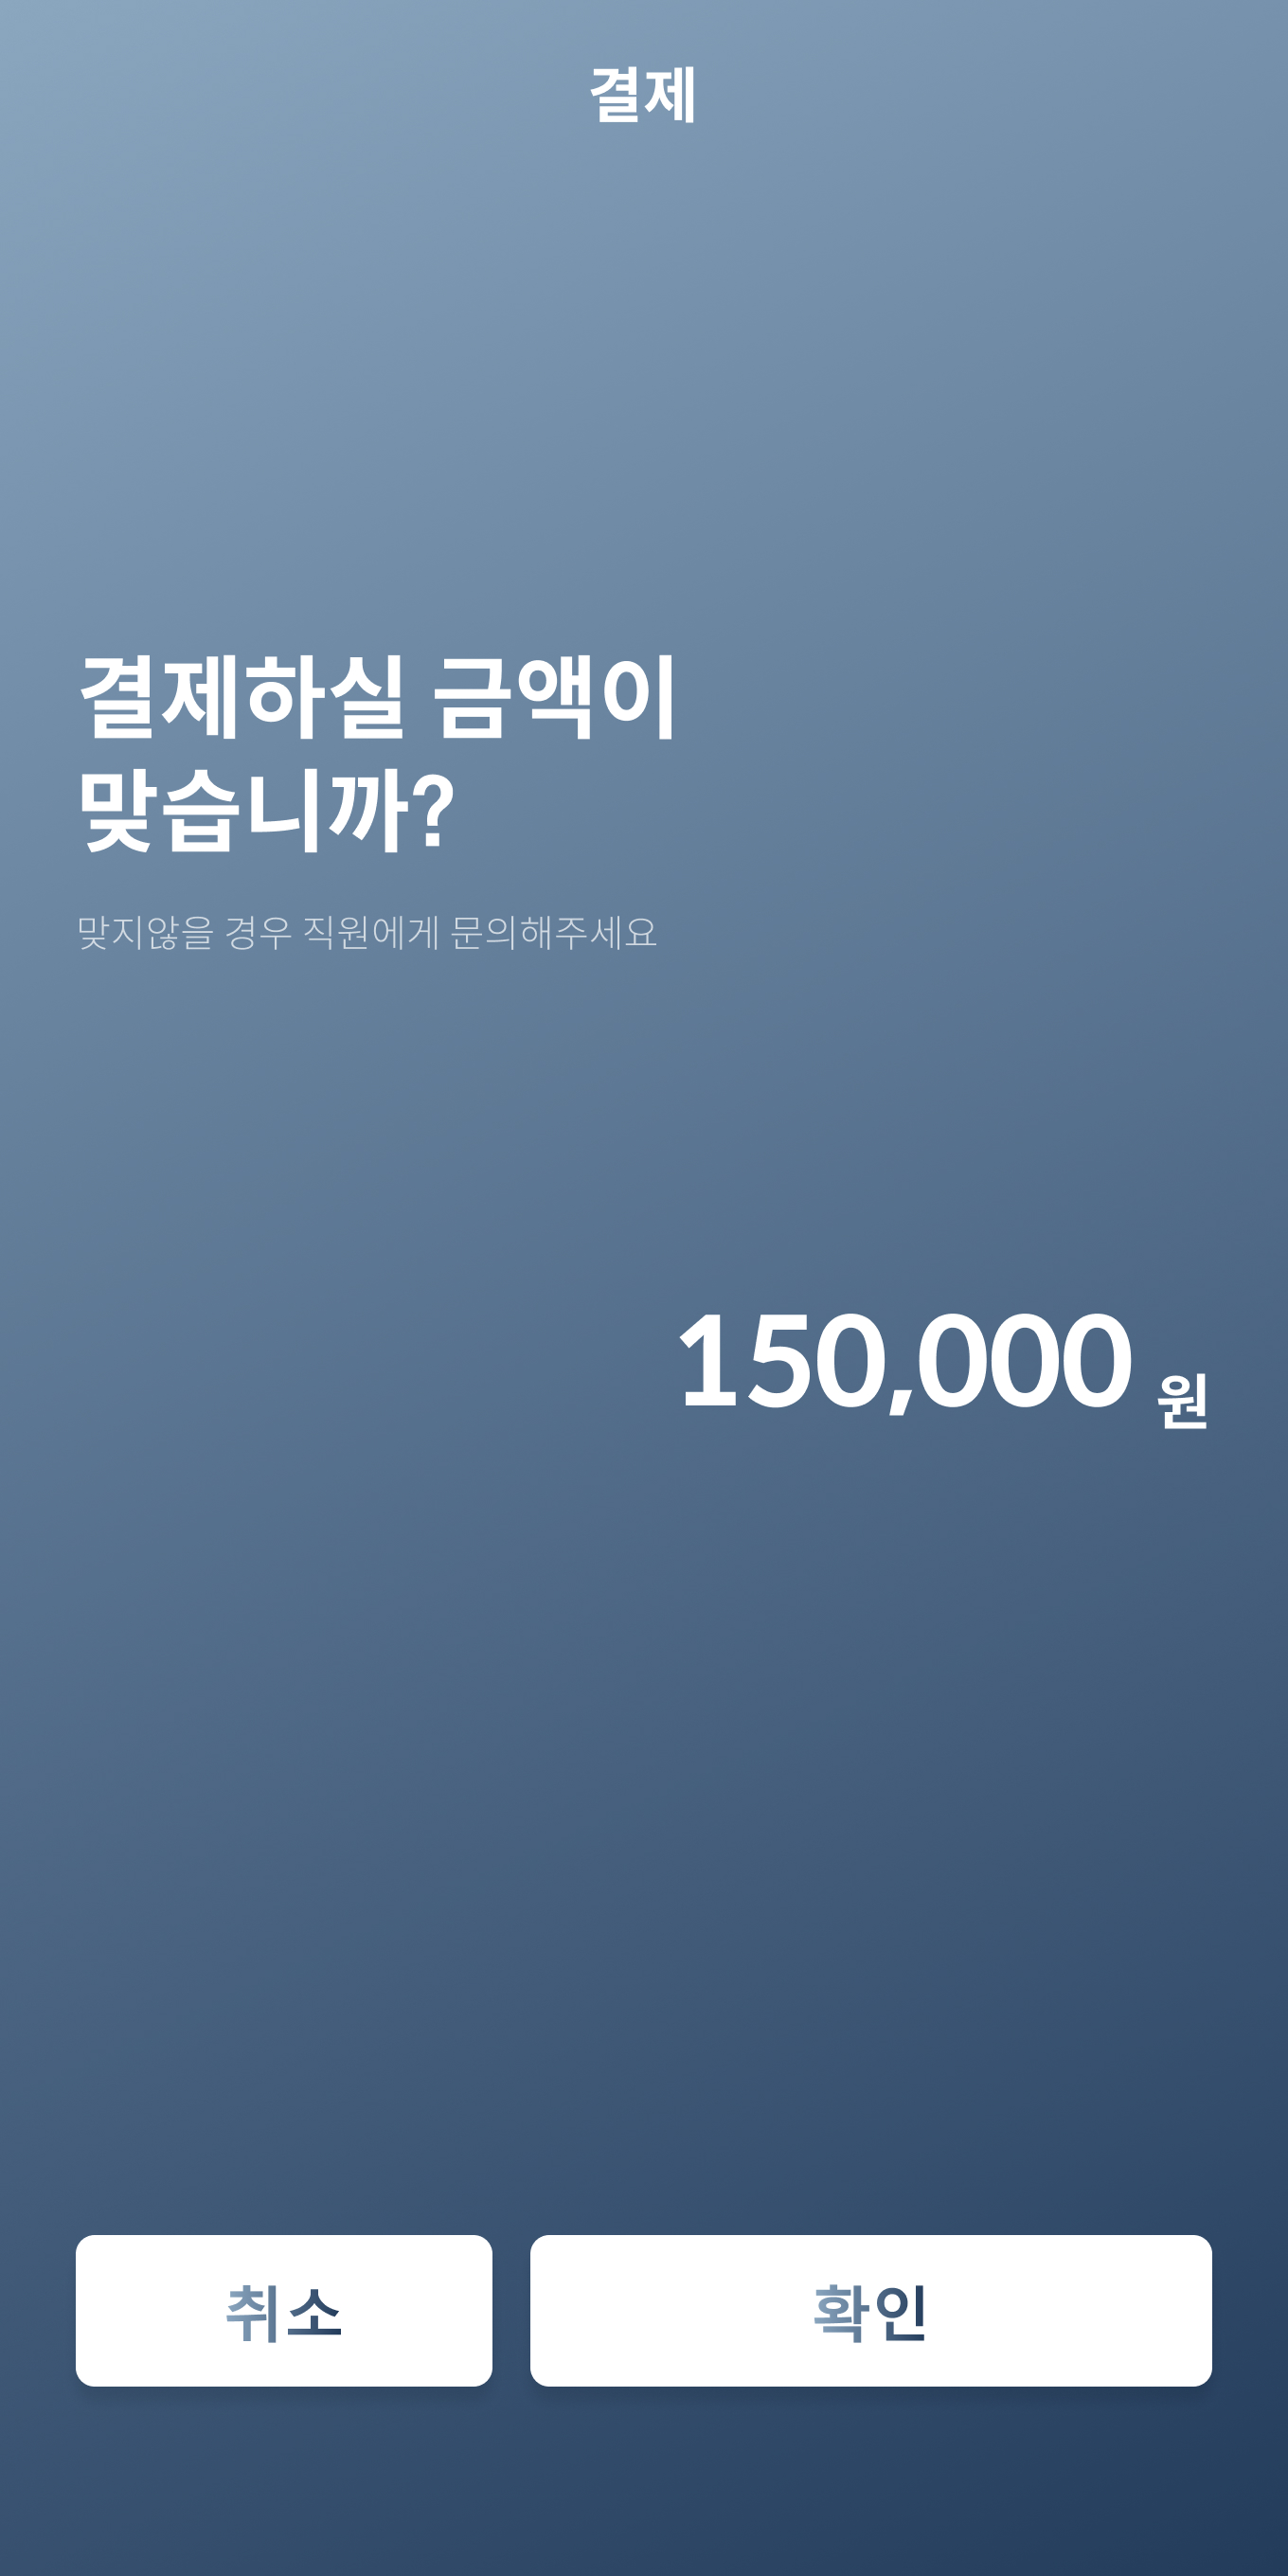 결제
결제하실 금액이
맞습니까?
맞지않을 경우 직원에게 문의해주세요
150,000 원
취소
확인